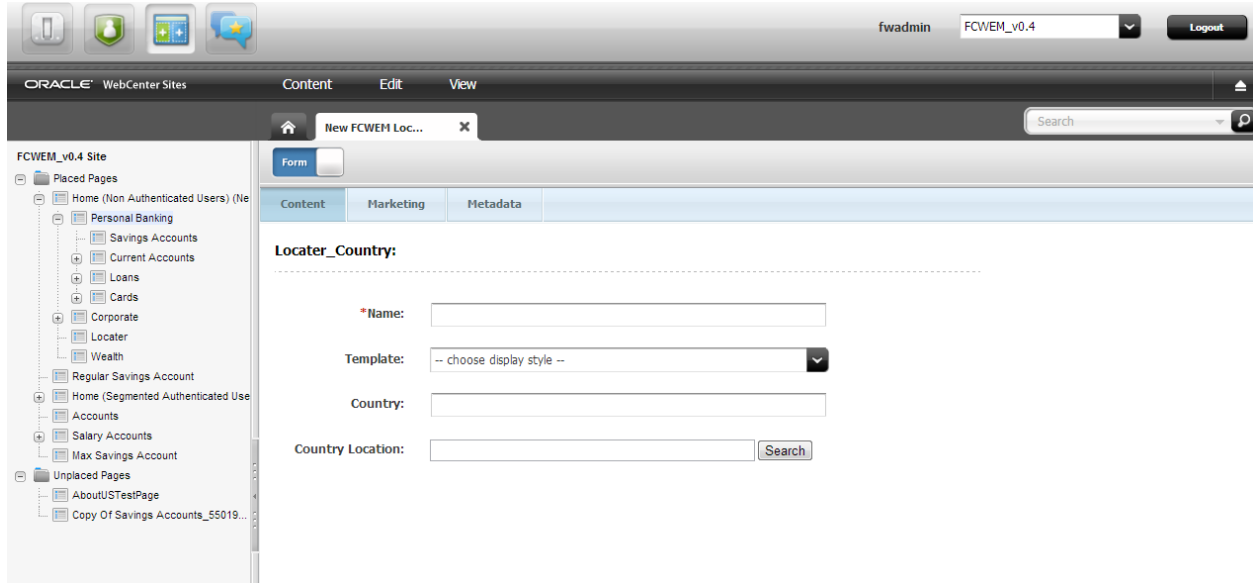 fwadmin
FCWEM_v0.4
Logout
ORACLE WebCenter Sites
Content
Edit
View
New FCWEM Loc...
Search
FCWEM_v0.4 Site
Placed Pages
Home (Non Authenticated Users) (Ne
Personal Banking
Savings Accounts
Current Accounts
Loans
Cards
Corporate
Locater
Wealth
Regular Savings Account
Home (Segmented Authenticated Use
Accounts
Salary Accounts
Max Savings Account
Unplaced Pages
AboutUSTestPage
Copy Of Savings Accounts_55019...
Form
Content
Marketing
Metadata
Locater_Country:
*Name:
Template:
-- choose display style --
Country:
Country Location:
Search